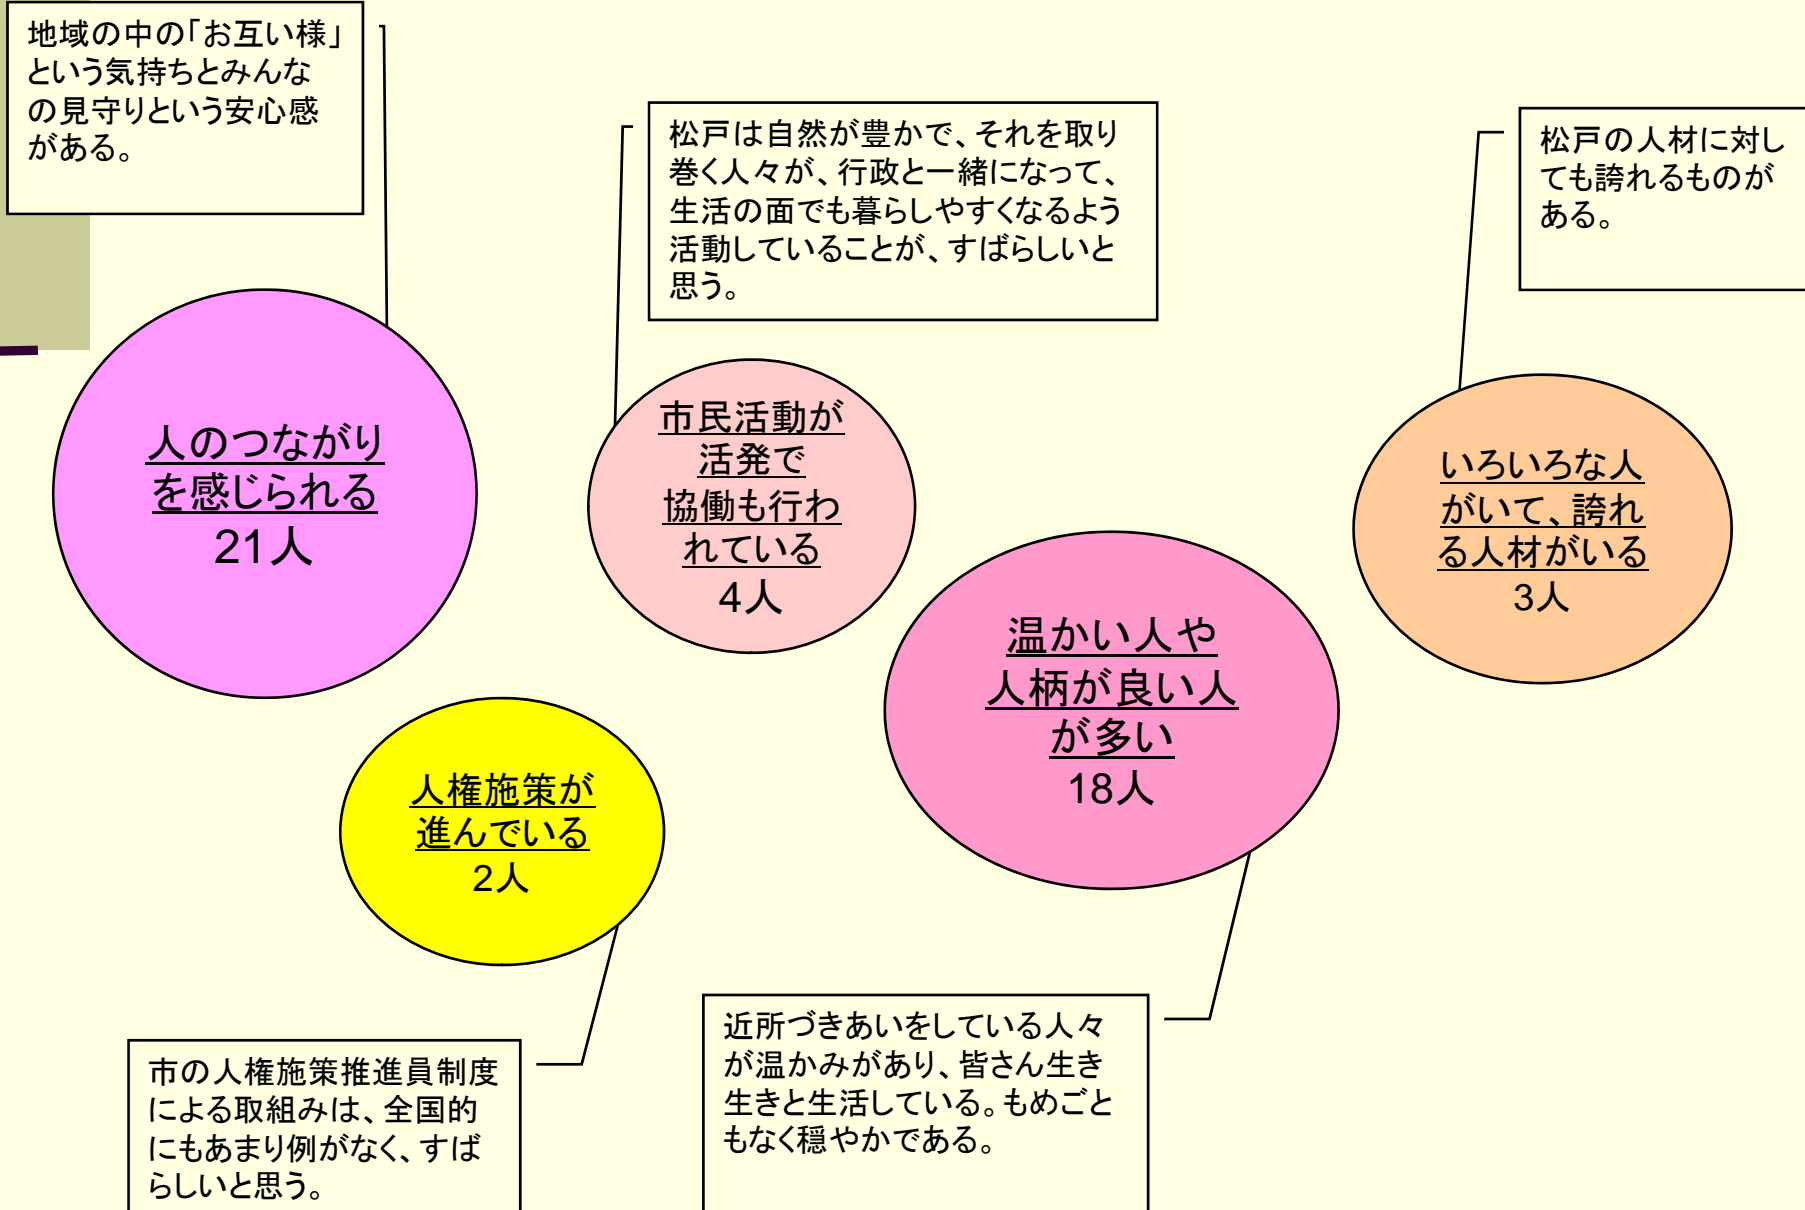 地域の中の「お互い様」
という気持ちとみんな
の見守りという安心感
がある。
松戸は自然が豊かで、それを取り
巻く人々が、行政と一緒になって、
生活の面でも暮らしやすくなるよう
活動していることが、すばらしいと
思う。
松戸の人材に対し
ても誇れるものが
ある。
人のつながり
を感じられる
21人
市民活動が
活発で
協働も行わ
れている
4人
いろいろな人
がいて、誇れ
る人材がいる
3人
温かい人や
人柄が良い人
が多い
18人
人権施策が
進んでいる
2人
市の人権施策推進員制度
による取組みは、全国的
にもあまり例がなく、すば
らしいと思う。
近所づきあいをしている人々
が温かみがあり、皆さん生き
生きと生活している。もめごと
もなく穏やかである。